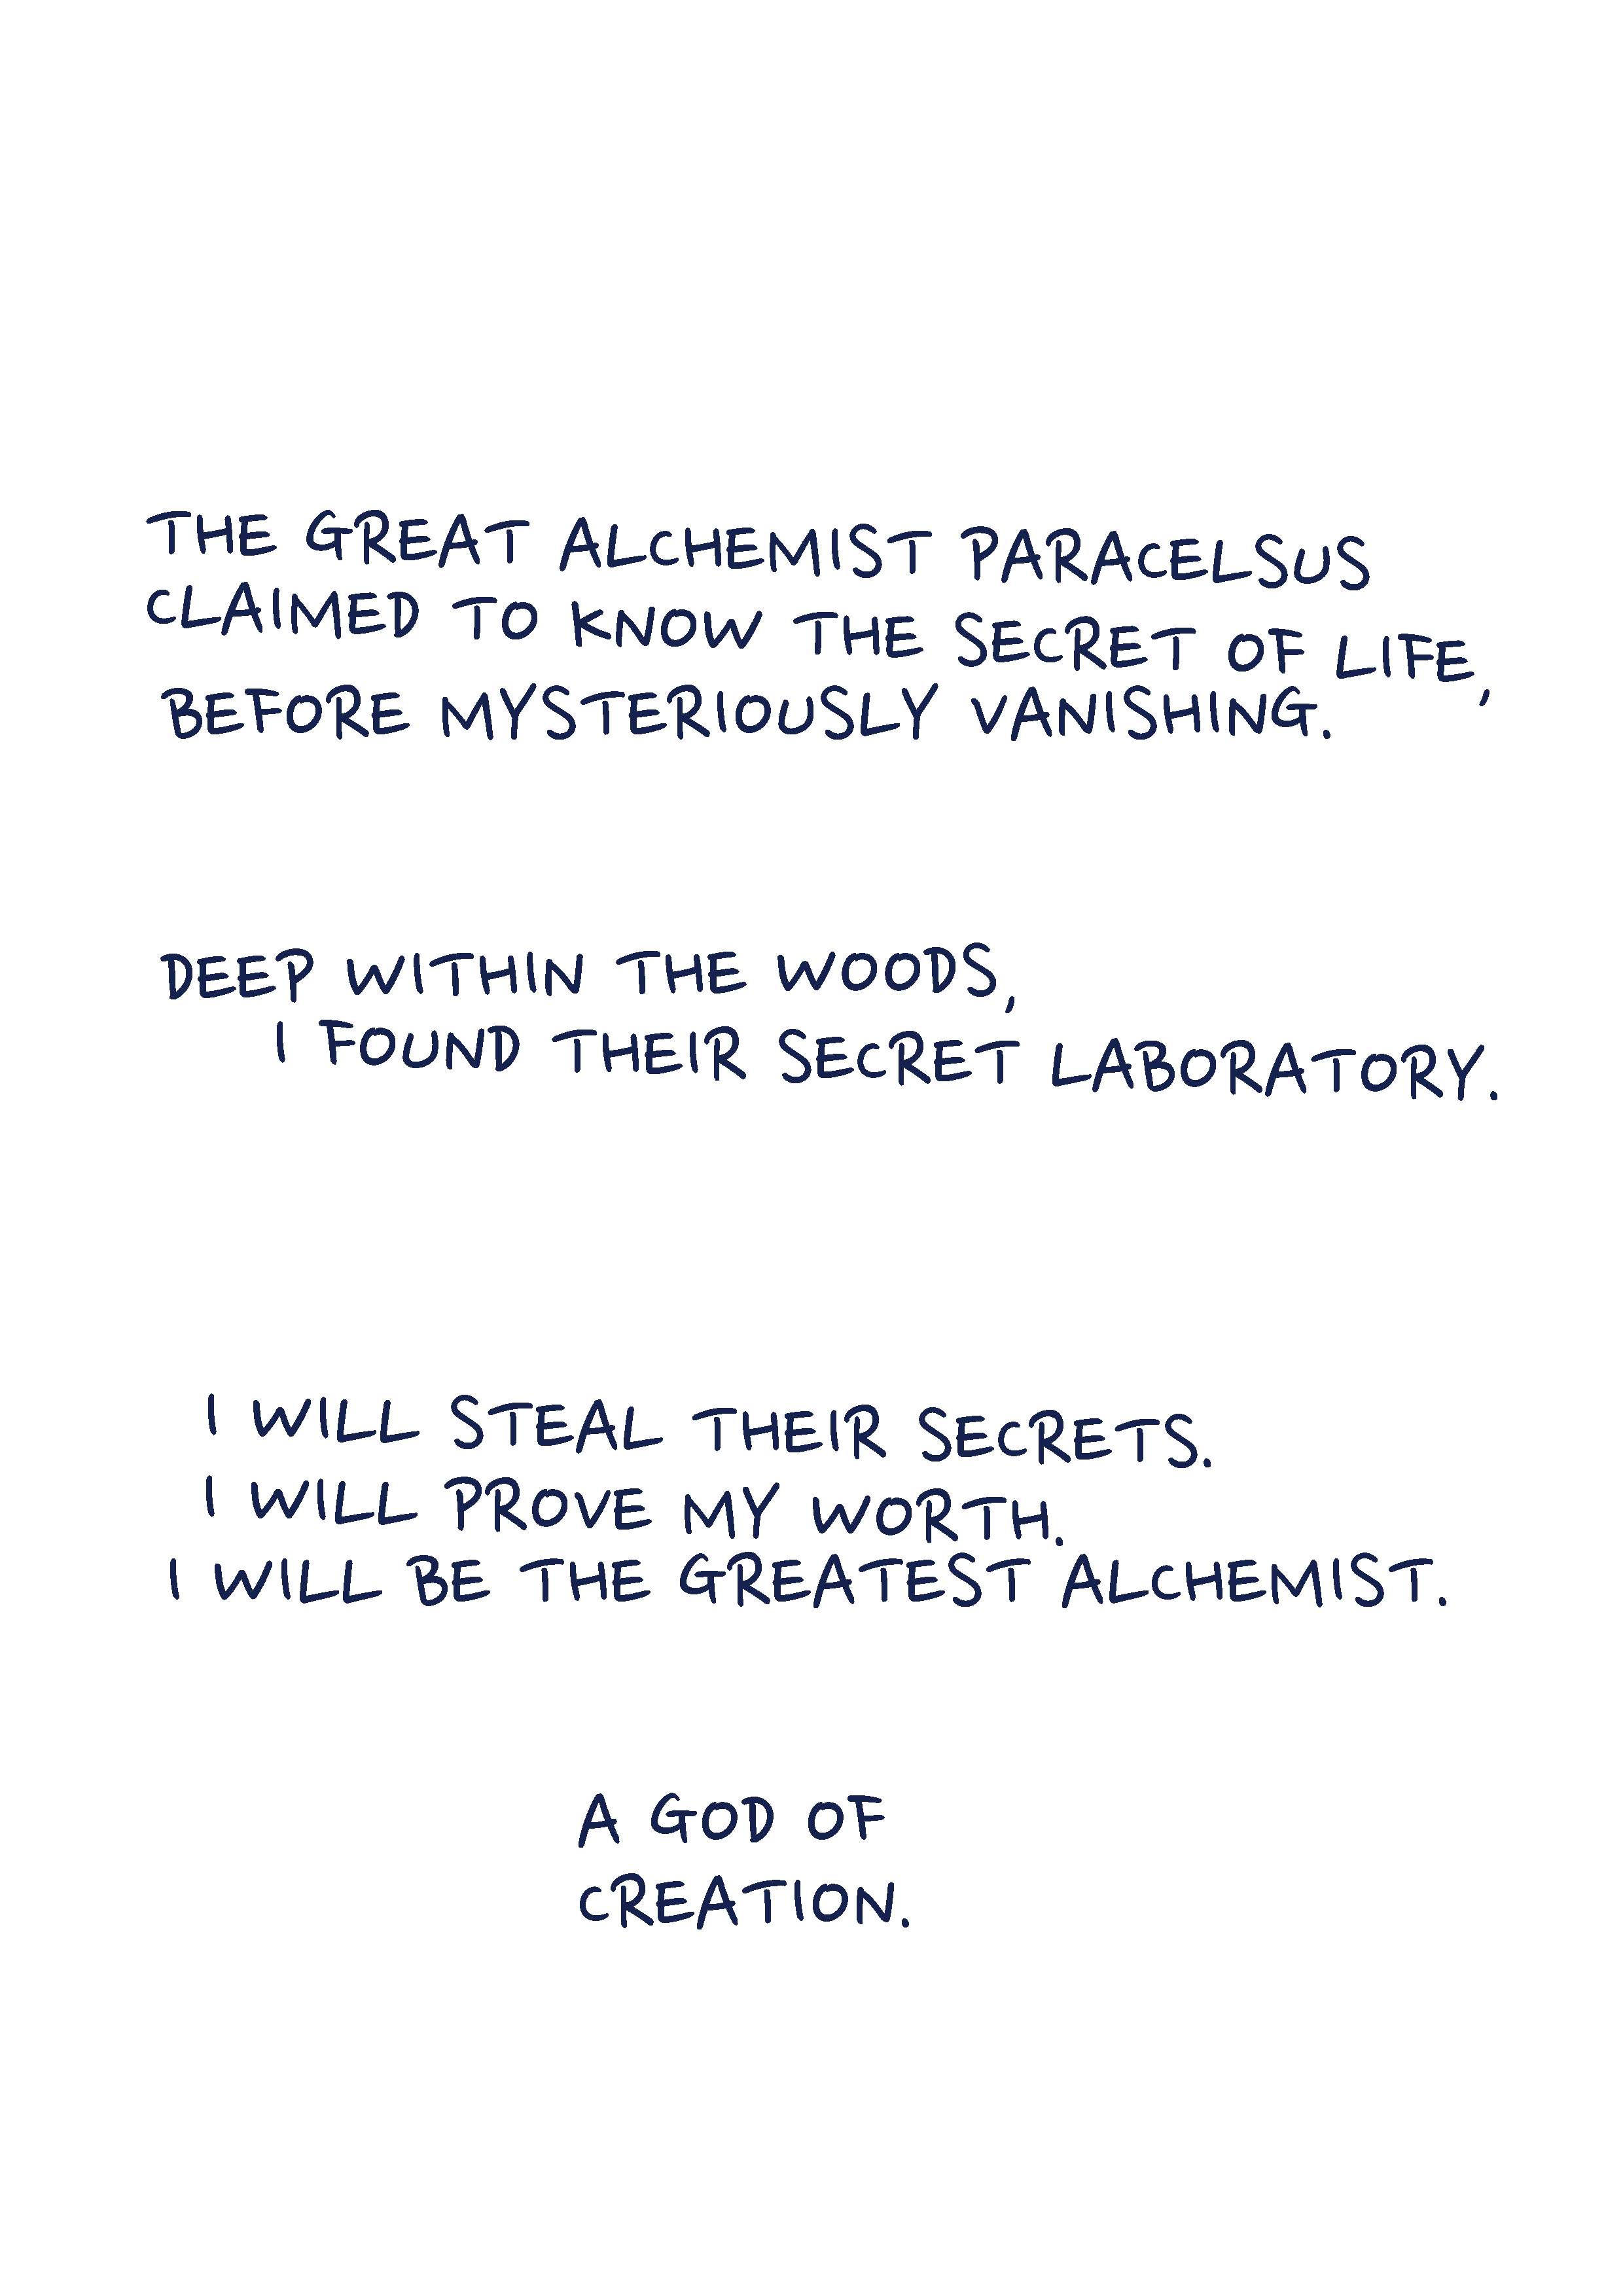 THE GREAT ALCHEMIST PARACELSUS
CLAIMED TO KNOW THE SECRET OF LIFE,
BEFORE MYSTERIOUSLY VANISHING.
DEEP WITHIN THE WOODS,
I FOUND THEIR SECRET LABORATORY.
I WILL STEAL THEIR SECRETS.
I WILL PROVE MY WORTH.
I WILL BE THE GREATEST ALCHEMIST.
A GOD OF
CREATION.